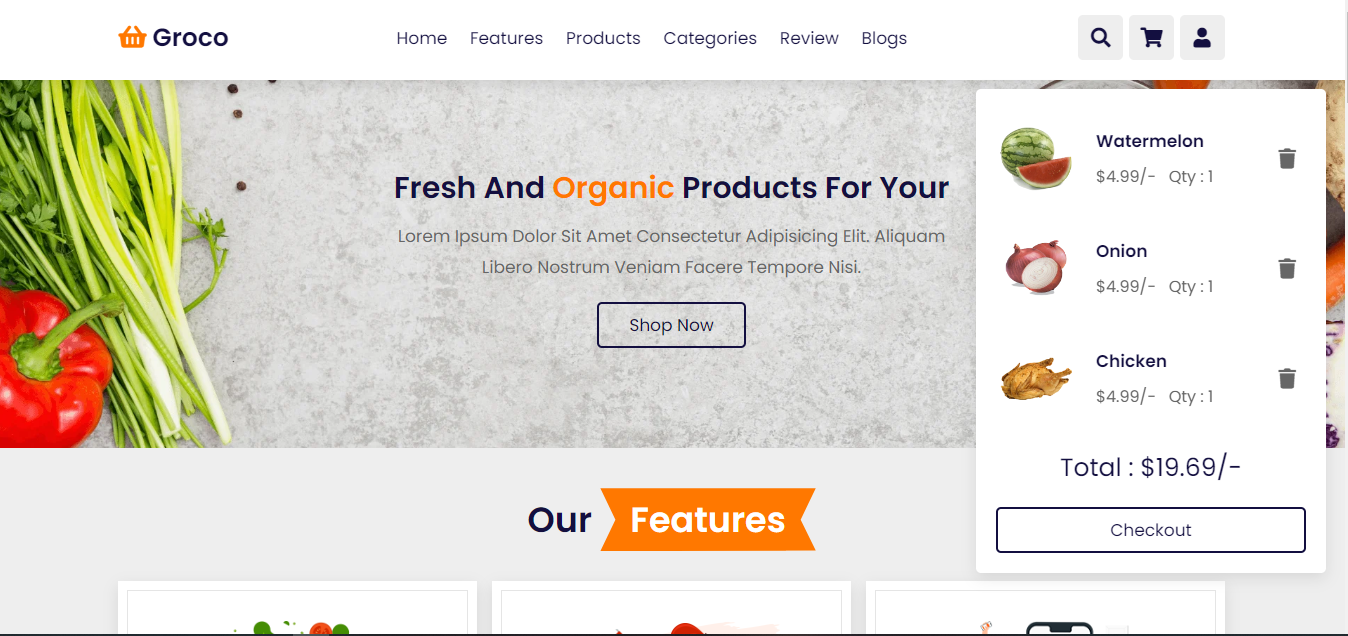 Groco
Home Features Products Categories Review Blogs
Fresh And Organic Products For Your
Lorem Ipsum Dolor Sit Amet Consectetur Adipisicing Elit. Aliquam
Libero Nostrum Veniam Facere Tempore Nisi.
Shop Now
Watermelon
$4.99/- Qty : 1
Onion
$4.99/- Qty : 1
Chicken
$4.99/- Qty : 1
Total : $19.69/-
Checkout
Our Features